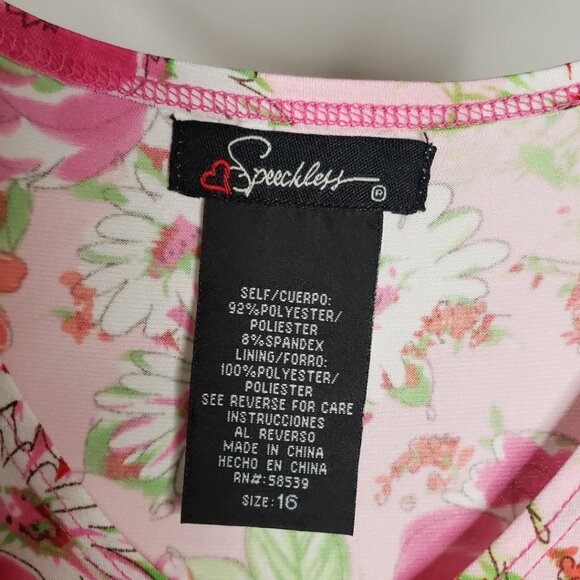 Speechless ®
SELF/CUERPO:
92%POLYESTER/
POLIESTER
8%SPANDEX
LINING/FORRO:
100%POLYESTER/
POLIESTER
SEE REVERSE FOR CARE
INSTRUCCIONES
AL REVERSO
MADE IN CHINA
HECHO EN CHINA
RN#: 58539
SIZE: 16